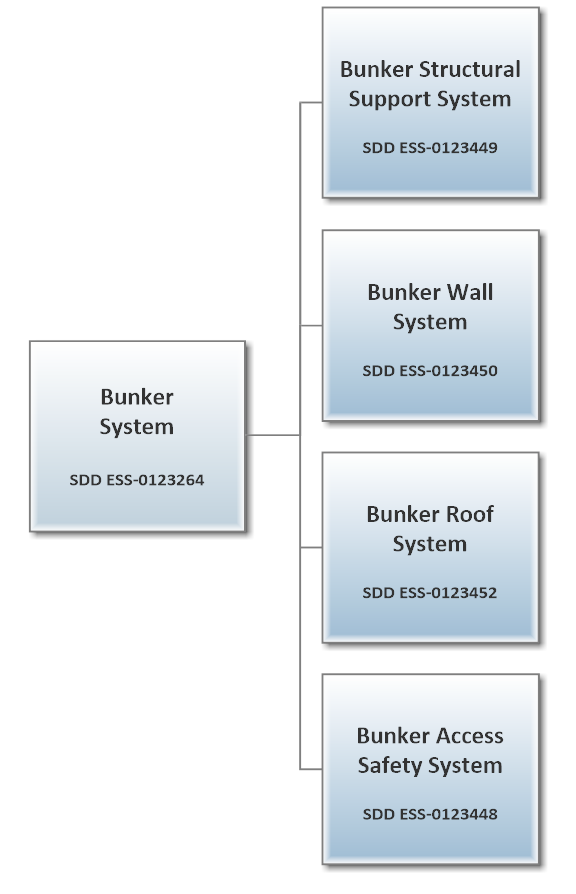 Bunker Structural
Support System
SDD ESS-0123449
Bunker Wall
System
SDD ESS-0123450
Bunker
System
SDD ESS-0123264
Bunker Roof
System
SDD ESS-0123452
Bunker Access
Safety System
SDD ESS-0123448